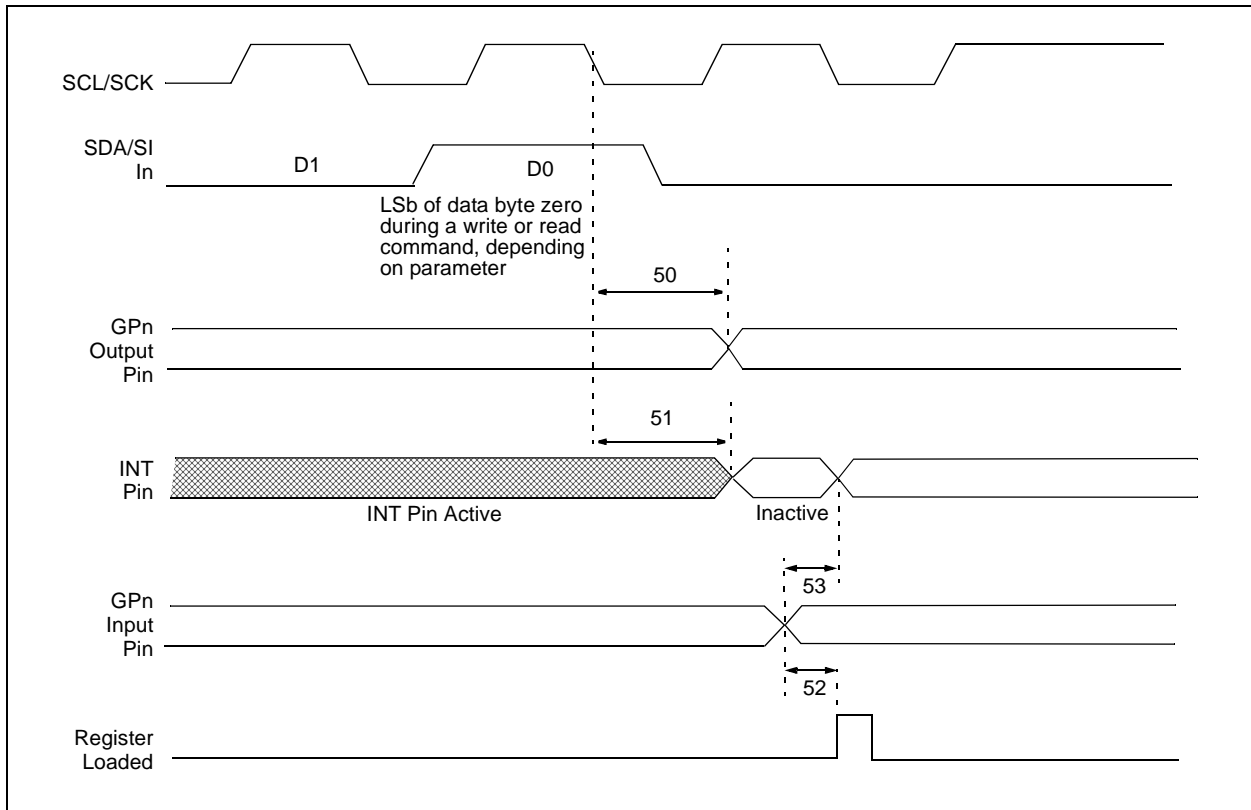 SCL/SCK
SDA/SI
In
D1
D0
LSb of data byte zero
during a write or read
command, depending
on parameter
50
GPn
Output
Pin
51
INT
Pin
INT Pin Active
Inactive
53
GPn
Input
Pin
52
Register
Loaded